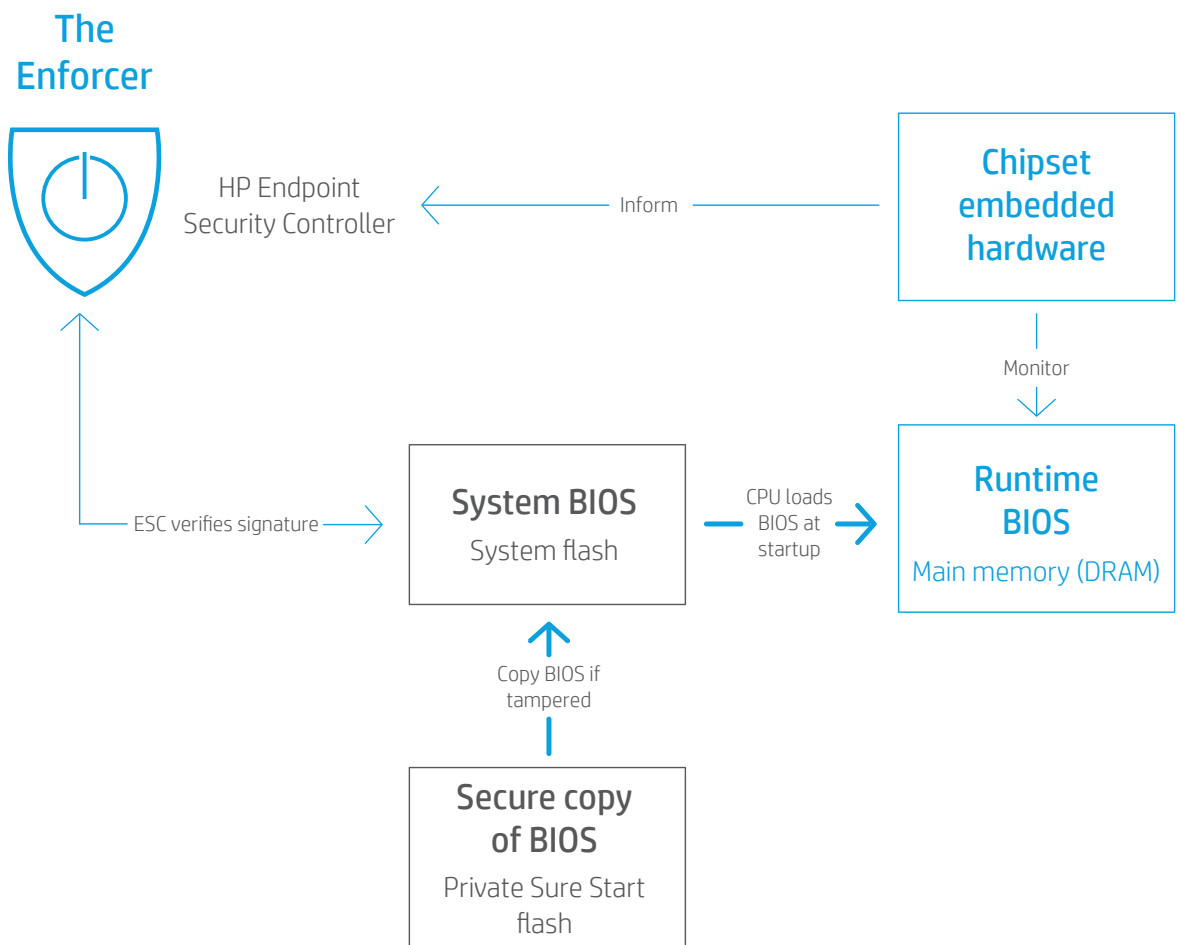 The
Enforcer
HP Endpoint
Security Controller
Inform
Chipset
embedded
hardware
Monitor
ESC verifies signature
System BIOS
System flash
CPU loads
BIOS at
startup
Runtime
BIOS
Main memory (DRAM)
Copy BIOS if
tampered
Secure copy
of BIOS
Private Sure Start
flash